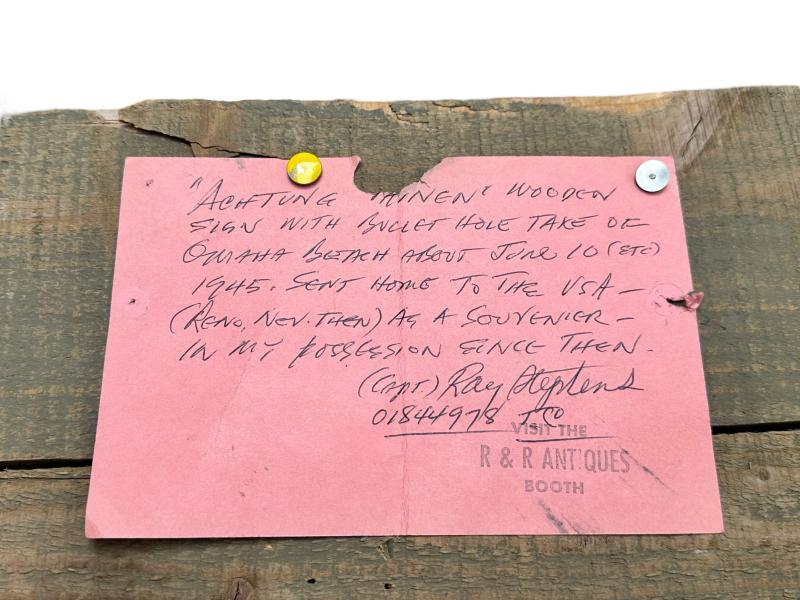 "ACHTUNG MINEN" WOODEN
SIGN WITH BULLET HOLE TAKE OF
OMAHA BEACH ABOUT JUNE 10 (ETC)
1945. SENT HOME TO THE USA –
(RENO, NEV. THEN) AS A SOUVENIER –
IN MY POSSESSION SINCE THEN.
(CAPT.) Ray Stephens
01844978
VISIT THE
R & R ANTIQUES
BOOTH